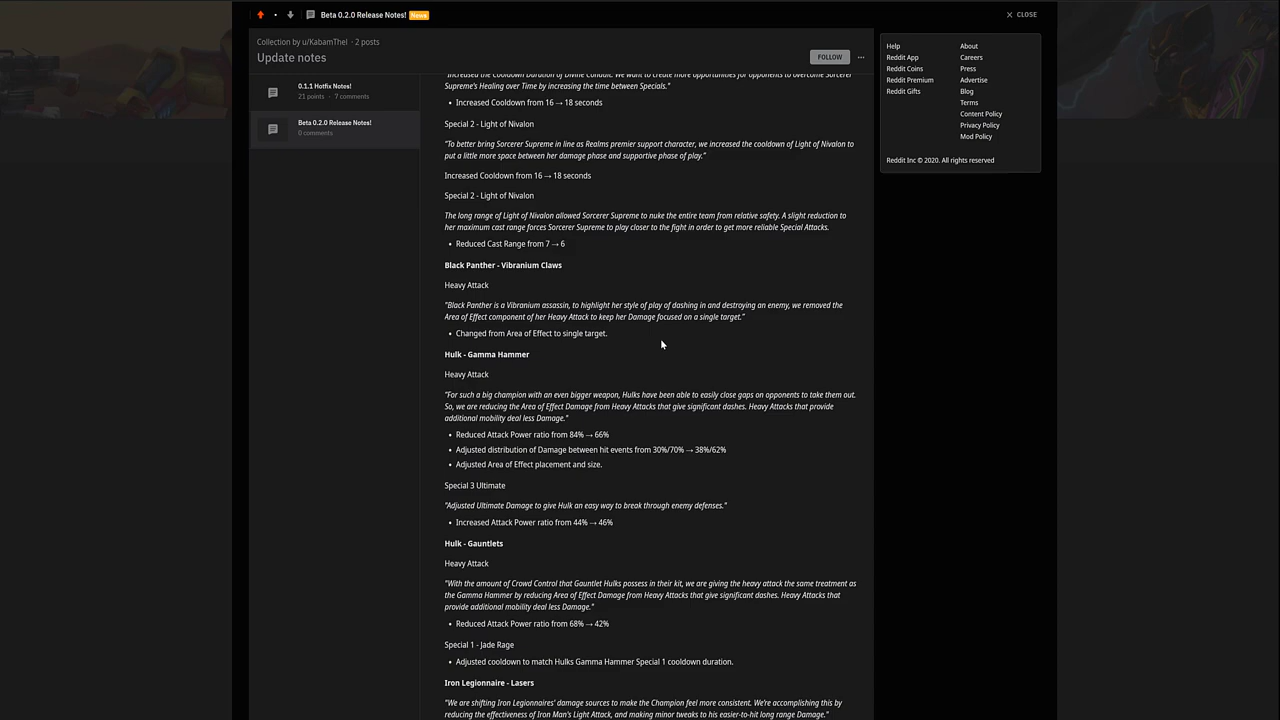 Beta 0.2.0 Release Notes! News
CLOSE
Collection by u/KabamThel · 2 posts
Update notes
FOLLOW
0.1.1 Hotfix Notes!
21 points · 7 comments
Beta 0.2.0 Release Notes!
0 comments
"Increased the Cooldown Duration of Divine Conduit. We want to create more opportunities for opponents to overcome Sorcerer
Supreme's Healing over Time by increasing the time between Specials."
• Increased Cooldown from 16 → 18 seconds
Special 2 - Light of Nivalon
"To better bring Sorcerer Supreme in line as Realms premier support character, we increased the cooldown of Light of Nivalon to
put a little more space between her damage phase and supportive phase of play."
Increased Cooldown from 16 → 18 seconds
Special 2 - Light of Nivalon
The long range of Light of Nivalon allowed Sorcerer Supreme to nuke the entire team from relative safety. A slight reduction to
her maximum cast range forces Sorcerer Supreme to play closer to the fight in order to get more reliable Special Attacks.
• Reduced Cast Range from 7 → 6
Black Panther - Vibranium Claws
Heavy Attack
"Black Panther is a Vibranium assassin, to highlight her style of play of dashing in and destroying an enemy, we removed the
Area of Effect component of her Heavy Attack to keep her Damage focused on a single target."
• Changed from Area of Effect to single target.
Hulk - Gamma Hammer
Heavy Attack
"For such a big champion with an even bigger weapon, Hulks have been able to easily close gaps on opponents to take them out.
So, we are reducing the Area of Effect Damage from Heavy Attacks that give significant dashes. Heavy Attacks that provide
additional mobility deal less Damage."
• Reduced Attack Power ratio from 84% → 66%
• Adjusted distribution of Damage between hit events from 30%/70% → 38%/62%
• Adjusted Area of Effect placement and size.
Special 3 Ultimate
"Adjusted Ultimate Damage to give Hulk an easy way to break through enemy defenses."
• Increased Attack Power ratio from 44% → 46%
Hulk - Gauntlets
Heavy Attack
"With the amount of Crowd Control that Gauntlet Hulks possess in their kit, we are giving the heavy attack the same treatment as
the Gamma Hammer by reducing Area of Effect Damage from Heavy Attacks that give significant dashes. Heavy Attacks that
provide additional mobility deal less Damage."
• Reduced Attack Power ratio from 68% → 42%
Special 1 - Jade Rage
• Adjusted cooldown to match Hulks Gamma Hammer Special 1 cooldown duration.
Iron Legionnaire - Lasers
"We are shifting Iron Legionnaires' damage sources to make the Champion feel more consistent. We're accomplishing this by
reducing the effectiveness of Iron Man's Light Attack, and making minor tweaks to his easier-to-hit long range Damage."
Help
Reddit App
Reddit Coins
Reddit Premium
Reddit Gifts
About
Careers
Press
Advertise
Blog
Terms
Content Policy
Privacy Policy
Mod Policy
Reddit Inc © 2020. All rights reserved